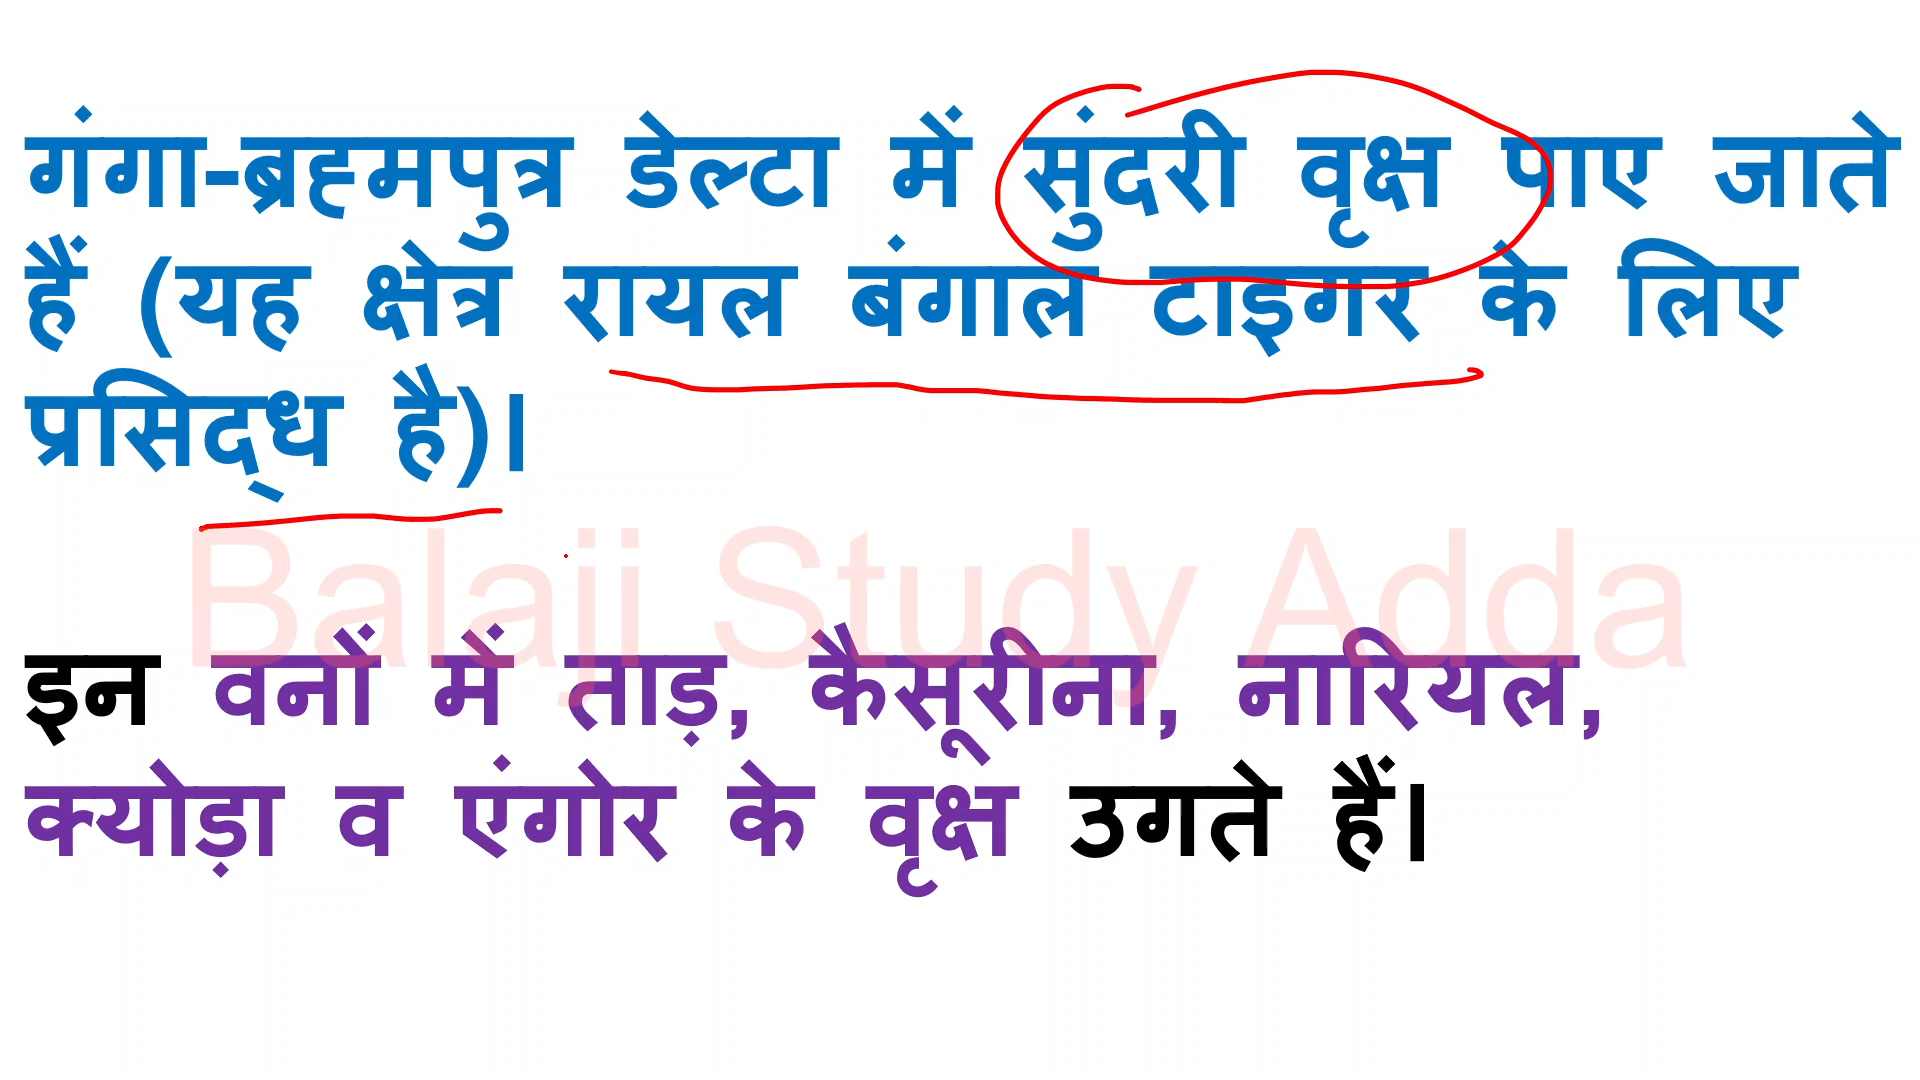 गंगा-ब्रह्मपुत्र डेल्टा में सुंदरी वृक्ष पाए जाते
हैं (यह क्षेत्र रायल बंगाल टाइगर के लिए
प्रसिद्ध है)।
Balaji Study Adda
इन वनों में ताड़, कैसूरीना, नारियल,
क्योड़ा व एंगोर के वृक्ष उगते हैं।